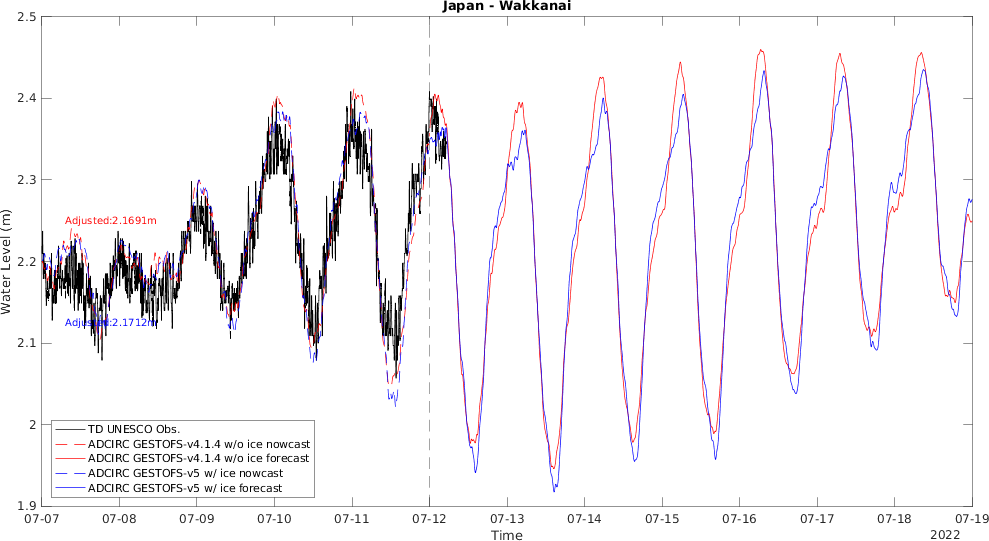 Japan - Wakkanai
2.5
2.4
2.3
2.2
2.1
2
1.9
Water Level (m)
Adjusted:2.1691m
Adjusted:2.1712m
TD UNESCO Obs.
ADCIRC GESTOFS-v4.1.4 w/o ice nowcast
ADCIRC GESTOFS-v4.1.4 w/o ice forecast
ADCIRC GESTOFS-v5 w/ ice nowcast
ADCIRC GESTOFS-v5 w/ ice forecast
07-07 07-08 07-09 07-10 07-11 07-12 07-13 07-14 07-15 07-16 07-17 07-18 07-19
Time
2022